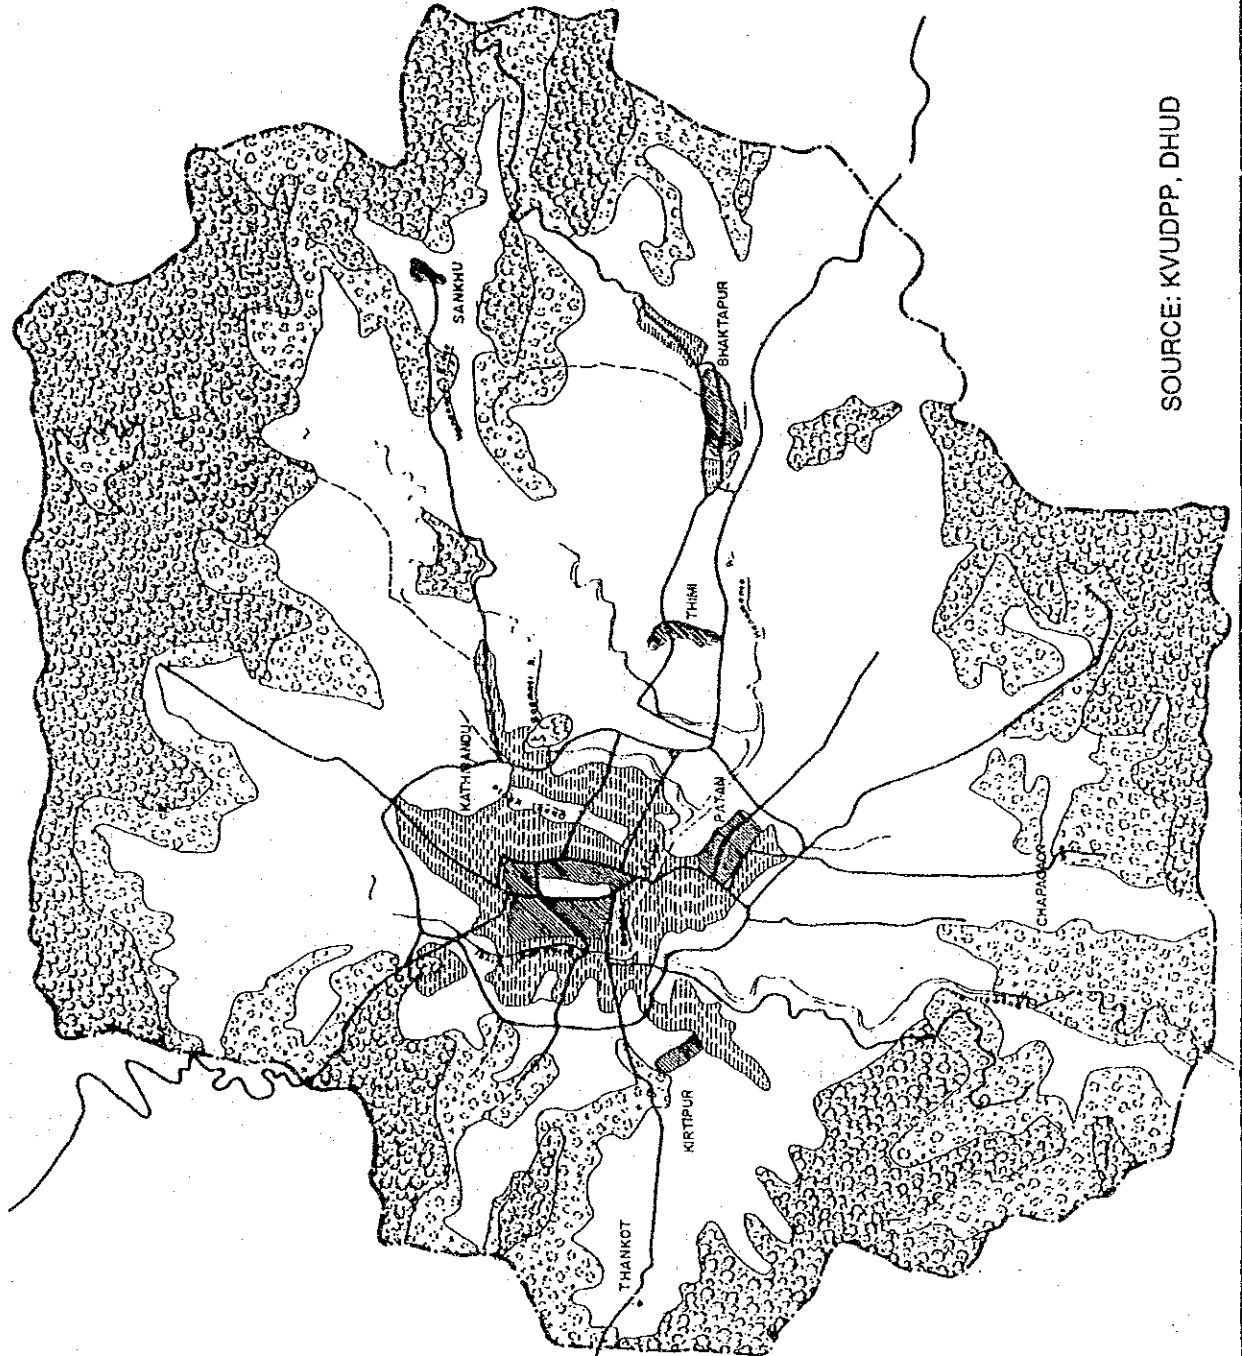 SANKHU
BHAKTAPUR
THIMI
KATHMANDU
PATAN
CHAPAGAON
KIRTIPUR
THANKOT
SOURCE: KVUDPP, DHUD